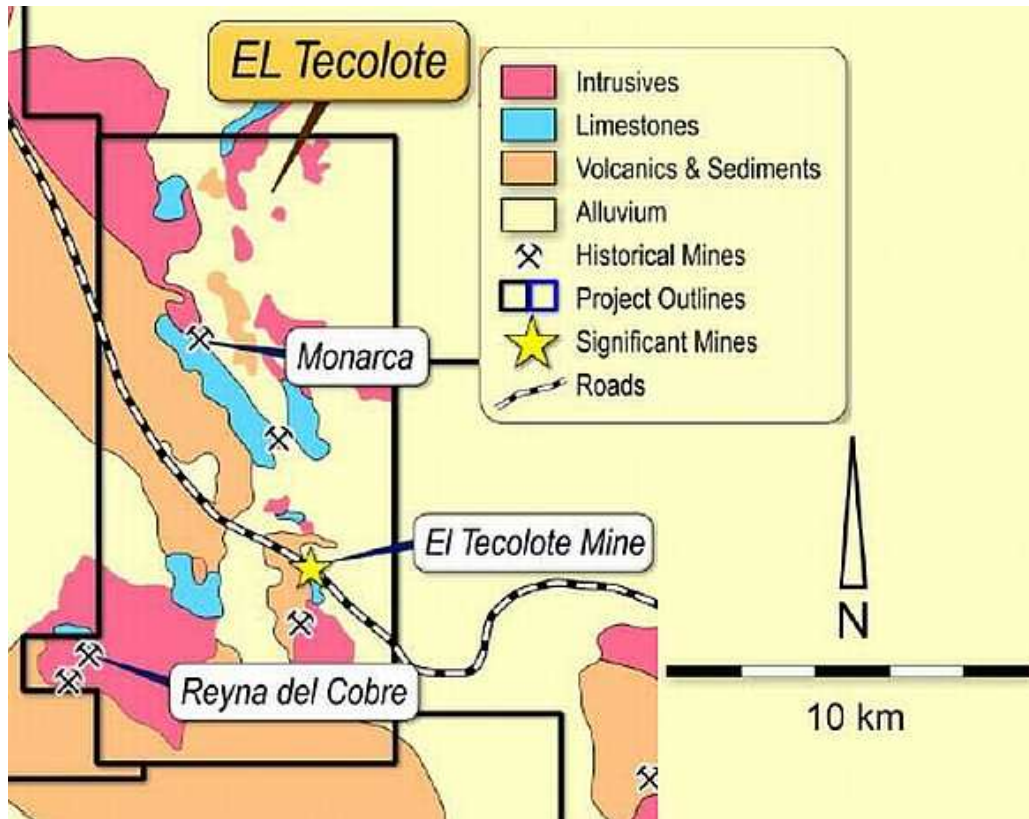 EL Tecolote
Intrusives
Limestones
Volcanics & Sediments
Alluvium
Historical Mines
Project Outlines
Significant Mines
Roads
Monarca
El Tecolote Mine
Reyna del Cobre
N
10 km